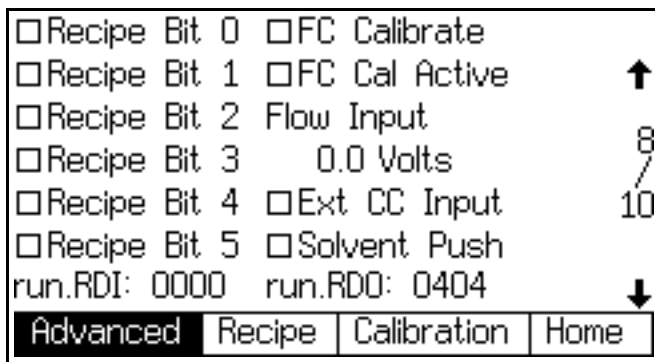 Recipe Bit 0 FC Calibrate
Recipe Bit 1 FC Cal Active
Recipe Bit 2 Flow Input
Recipe Bit 3 0.0 Volts
8/10
Recipe Bit 4 Ext CC Input
Recipe Bit 5 Solvent Push
run.RDI: 0000 run.RDO: 0404
Advanced Recipe Calibration Home